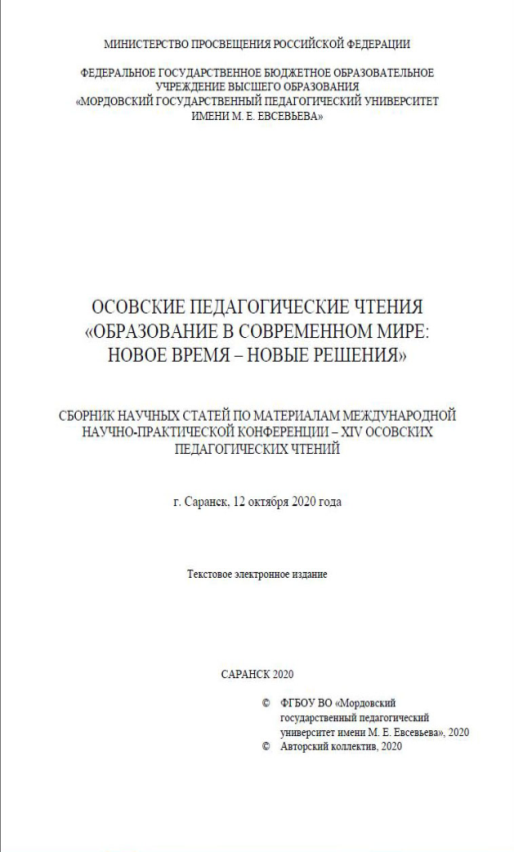 МИНИСТЕРСТВО ПРОСВЕЩЕНИЯ РОССИЙСКОЙ ФЕДЕРАЦИИ
ФЕДЕРАЛЬНОЕ ГОСУДАРСТВЕННОЕ БЮДЖЕТНОЕ ОБРАЗОВАТЕЛЬНОЕ
УЧРЕЖДЕНИЕ ВЫСШЕГО ОБРАЗОВАНИЯ
«МОРДОВСКИЙ ГОСУДАРСТВЕННЫЙ ПЕДАГОГИЧЕСКИЙ УНИВЕРСИТЕТ
ИМЕНИ М. Е. ЕВСЕВЬЕВА»
ОСОВСКИЕ ПЕДАГОГИЧЕСКИЕ ЧТЕНИЯ
«ОБРАЗОВАНИЕ В СОВРЕМЕННОМ МИРЕ:
НОВОЕ ВРЕМЯ – НОВЫЕ РЕШЕНИЯ»
СБОРНИК НАУЧНЫХ СТАТЕЙ ПО МАТЕРИАЛАМ МЕЖДУНАРОДНОЙ
НАУЧНО-ПРАКТИЧЕСКОЙ КОНФЕРЕНЦИИ – XIV ОСОВСКИХ
ПЕДАГОГИЧЕСКИХ ЧТЕНИЙ
г. Саранск, 12 октября 2020 года
Текстовое электронное издание
САРАНСК 2020
© ФГБОУ ВО «Мордовский
государственный педагогический
университет имени М. Е. Евсевьева», 2020
© Авторский коллектив, 2020